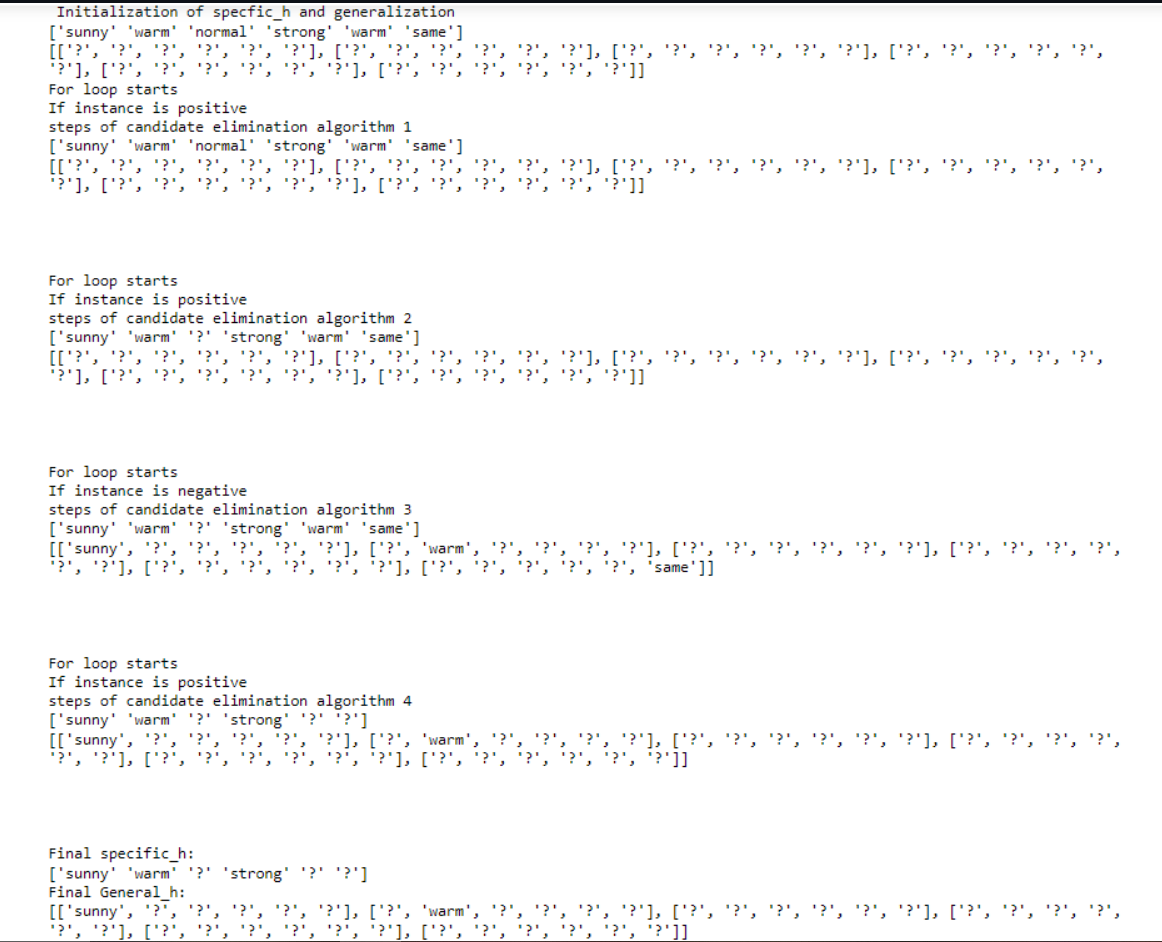 Initialization of specfic_h and generalization
['sunny' 'warm' 'normal' 'strong' 'warm' 'same']
[['?', '?', '?', '?', '?', '?'], ['?', '?', '?', '?', '?', '?'], ['?', '?', '?', '?', '?', '?'], ['?', '?', '?', '?', '?',
'?'], ['?', '?', '?', '?', '?', '?'], ['?', '?', '?', '?', '?', '?']]
For loop starts
If instance is positive
steps of candidate elimination algorithm 1
['sunny' 'warm' 'normal' 'strong' 'warm' 'same']
[['?', '?', '?', '?', '?', '?'], ['?', '?', '?', '?', '?', '?'], ['?', '?', '?', '?', '?', '?'], ['?', '?', '?', '?', '?',
'?'], ['?', '?', '?', '?', '?', '?'], ['?', '?', '?', '?', '?', '?']]
For loop starts
If instance is positive
steps of candidate elimination algorithm 2
['sunny' 'warm' '?' 'strong' 'warm' 'same']
[['?', '?', '?', '?', '?', '?'], ['?', '?', '?', '?', '?', '?'], ['?', '?', '?', '?', '?', '?'], ['?', '?', '?', '?', '?',
'?'], ['?', '?', '?', '?', '?', '?'], ['?', '?', '?', '?', '?', '?']]
For loop starts
If instance is negative
steps of candidate elimination algorithm 3
['sunny' 'warm' '?' 'strong' 'warm' 'same']
[['sunny', '?', '?', '?', '?', '?'], ['?', 'warm', '?', '?', '?', '?'], ['?', '?', '?', '?', '?', '?'], ['?', '?', '?', '?',
'?', '?'], ['?', '?', '?', '?', '?', '?'], ['?', '?', '?', '?', '?', 'same']]
For loop starts
If instance is positive
steps of candidate elimination algorithm 4
['sunny' 'warm' '?' 'strong' '?' '?']
[['sunny', '?', '?', '?', '?', '?'], ['?', 'warm', '?', '?', '?', '?'], ['?', '?', '?', '?', '?', '?'], ['?', '?', '?', '?',
'?', '?'], ['?', '?', '?', '?', '?', '?'], ['?', '?', '?', '?', '?', '?']]
Final specific_h:
['sunny' 'warm' '?' 'strong' '?' '?']
Final General_h:
[['sunny', '?', '?', '?', '?', '?'], ['?', 'warm', '?', '?', '?', '?'], ['?', '?', '?', '?', '?', '?'], ['?', '?', '?', '?',
'?', '?'], ['?', '?', '?', '?', '?', '?'], ['?', '?', '?', '?', '?', '?']]